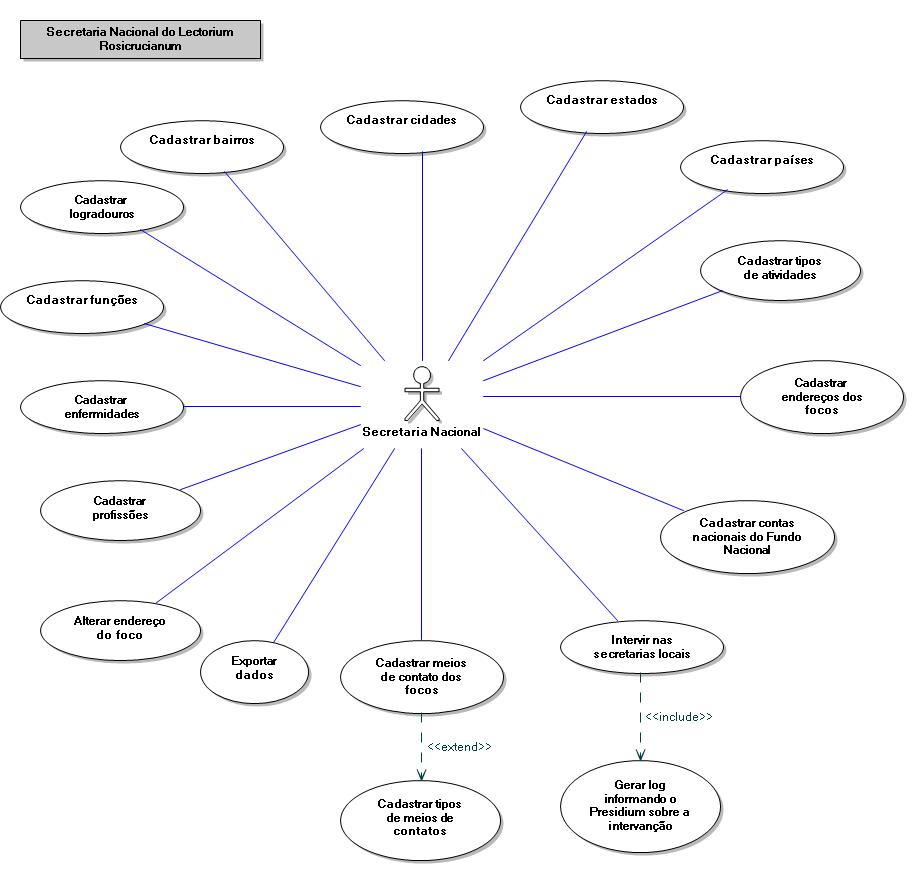 Secretaria Nacional do Lectorium
Rosicrucianum
Cadastrar estados
Cadastrar cidades
Cadastrar bairros
Cadastrar países
Cadastrar
logradouros
Cadastrar tipos
de atividades
Cadastrar funções
Cadastrar
endereços dos
focos
Cadastrar
enfermidades
Secretaria Nacional
Cadastrar
profissões
Cadastrar contas
nacionais do Fundo
Nacional
Alterar endereço
do foco
Exportar
dados
Cadastrar meios
de contato dos
focos
Intervir nas
secretarias locais
<<extend>>
<<include>>
Cadastrar tipos
de meios de
contatos
Gerar log
informando o
Presidium sobre a
intervanção